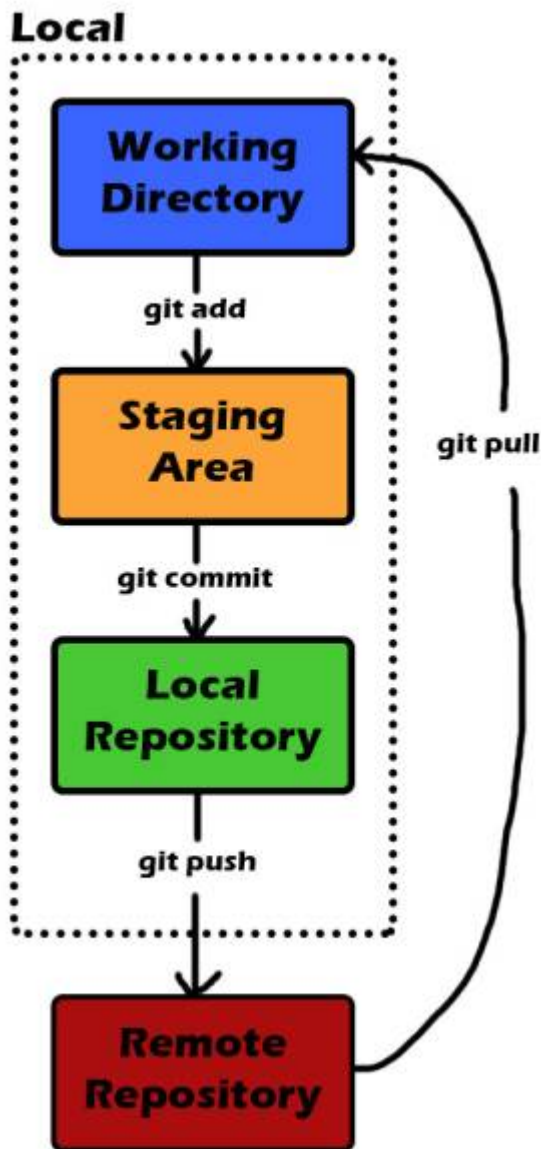 Local
Working
Directory
git add
Staging
Area
git pull
git commit
Local
Repository
git push
Remote
Repository